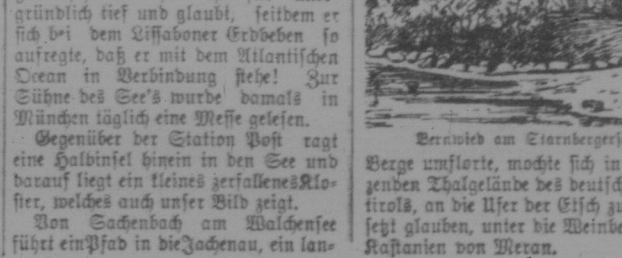 gründlich tief und glaubt, seitdem er
sich bei dem Lissaboner Erdbeben so
aufregte, daß er mit dem Atlantischen
Ocean in Verbindung stehe! Zur
Sühne des See's wurde damals in
München täglich eine Messe gelesen.
Gegenüber der Station Post ragt
eine Halbinsel hinein in den See und
darauf liegt ein kleines zerfallenes Klo-
ster, welches auch unser Bild zeigt.
Von Sachenbach am Walchensee
führt ein Pfad in die Jachenau, ein lan-
Bernwied am Starnbergers
Berge umflorte, mochte sich in
zenden Thalgelände des deutsch
tirols, an die Ufer der Etsch zu
setzt glauben, unter die Weinbe
Kastanien von Meran.